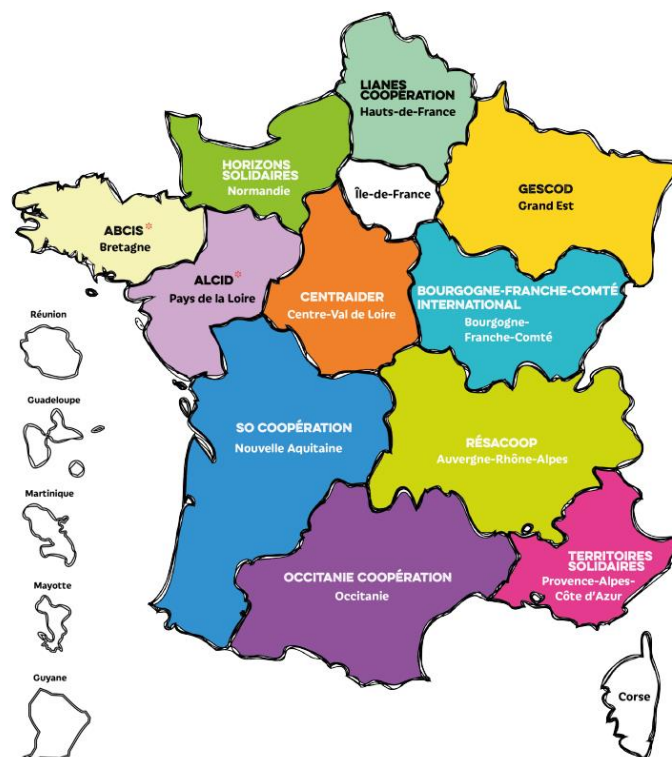 LIANES
COOPÉRATION
Hauts-de-France
HORIZONS
SOLIDAIRES
Normandie
Île-de-France
GESCOD
Grand Est
ABCIS*
Bretagne
ALCID*
Pays de la Loire
CENTRAIDER
Centre-Val de Loire
BOURGOGNE-FRANCHE-COMTÉ
INTERNATIONAL
Bourgogne-
Franche-Comté
Réunion
Guadeloupe
SO COOPÉRATION
Nouvelle Aquitaine
RÉSACOOP
Auvergne-Rhône-Alpes
Martinique
Mayotte
OCCITANIE COOPÉRATION
Occitanie
TERRITOIRES
SOLIDAIRES
Provence-Alpes-
Côte d'Azur
Guyane
Corse